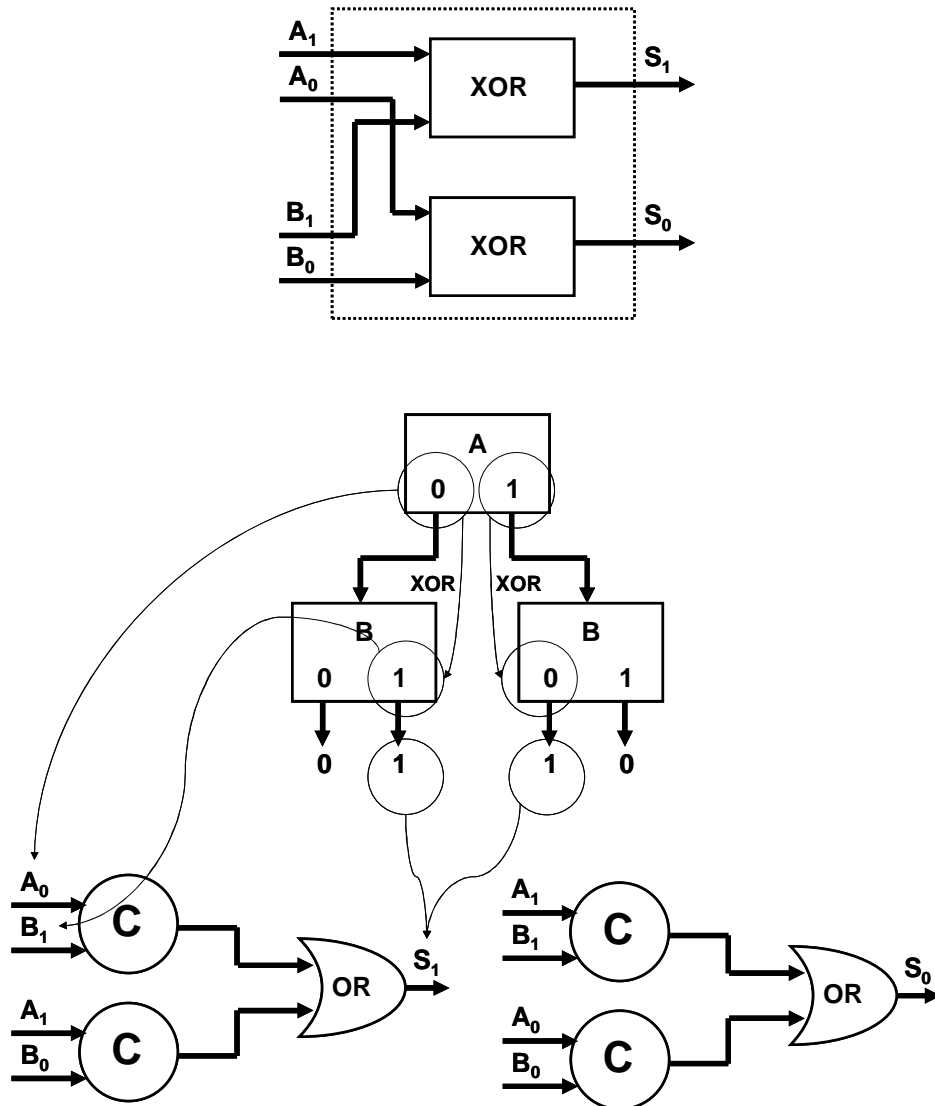 A₁
XOR
S₁
A₀
B₁
XOR
S₀
B₀
A
0 1
XOR XOR
B B
0 1 0 1
0 1 1 0
A₀
C
B₁
OR
S₁
A₁
C
B₀
A₁
C
B₁
OR
S₀
A₀
C
B₀